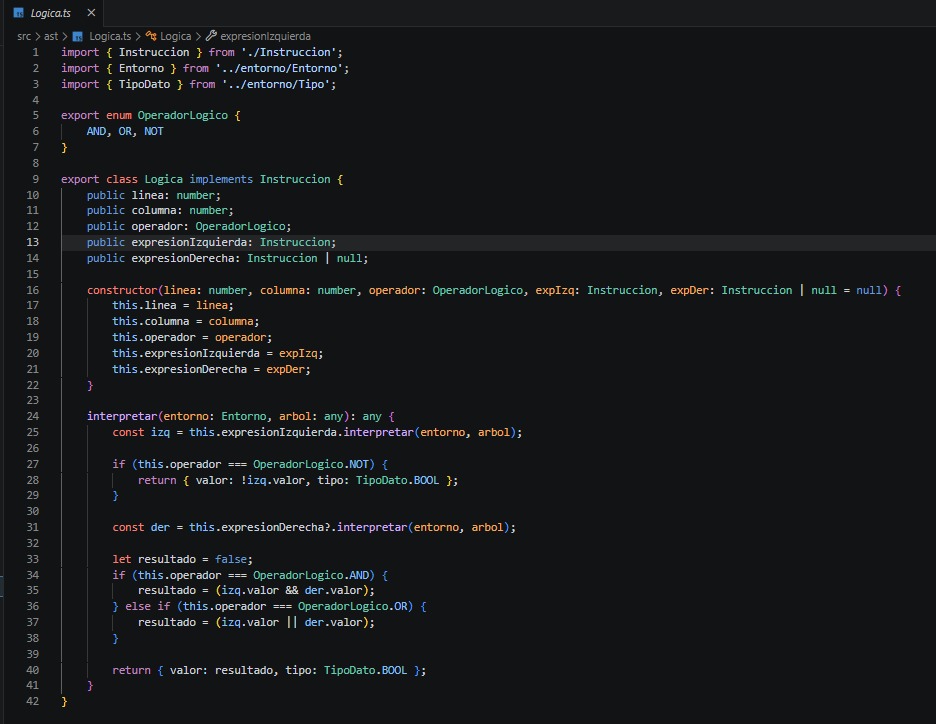 Logica.ts
src > ast > Logica.ts > Logica > expresionIzquierda
1 import { Instruccion } from './Instruccion';
2 import { Entorno } from '../entorno/Entorno';
3 import { TipoDato } from '../entorno/Tipo';
4
5 export enum OperadorLogico {
6     AND, OR, NOT
7 }
8
9 export class Logica implements Instruccion {
10     public linea: number;
11     public columna: number;
12     public operador: OperadorLogico;
13     public expresionIzquierda: Instruccion;
14     public expresionDerecha: Instruccion | null;
15
16     constructor(linea: number, columna: number, operador: OperadorLogico, expIzq: Instruccion, expDer: Instruccion | null = null) {
17         this.linea = linea;
18         this.columna = columna;
19         this.operador = operador;
20         this.expresionIzquierda = expIzq;
21         this.expresionDerecha = expDer;
22     }
23
24     interpretar(entorno: Entorno, arbol: any): any {
25         const izq = this.expresionIzquierda.interpretar(entorno, arbol);
26
27         if (this.operador === OperadorLogico.NOT) {
28             return { valor: !izq.valor, tipo: TipoDato.BOOL };
29         }
30
31         const der = this.expresionDerecha?.interpretar(entorno, arbol);
32
33         let resultado = false;
34         if (this.operador === OperadorLogico.AND) {
35             resultado = (izq.valor && der.valor);
36         } else if (this.operador === OperadorLogico.OR) {
37             resultado = (izq.valor || der.valor);
38         }
39
40         return { valor: resultado, tipo: TipoDato.BOOL };
41     }
42 }